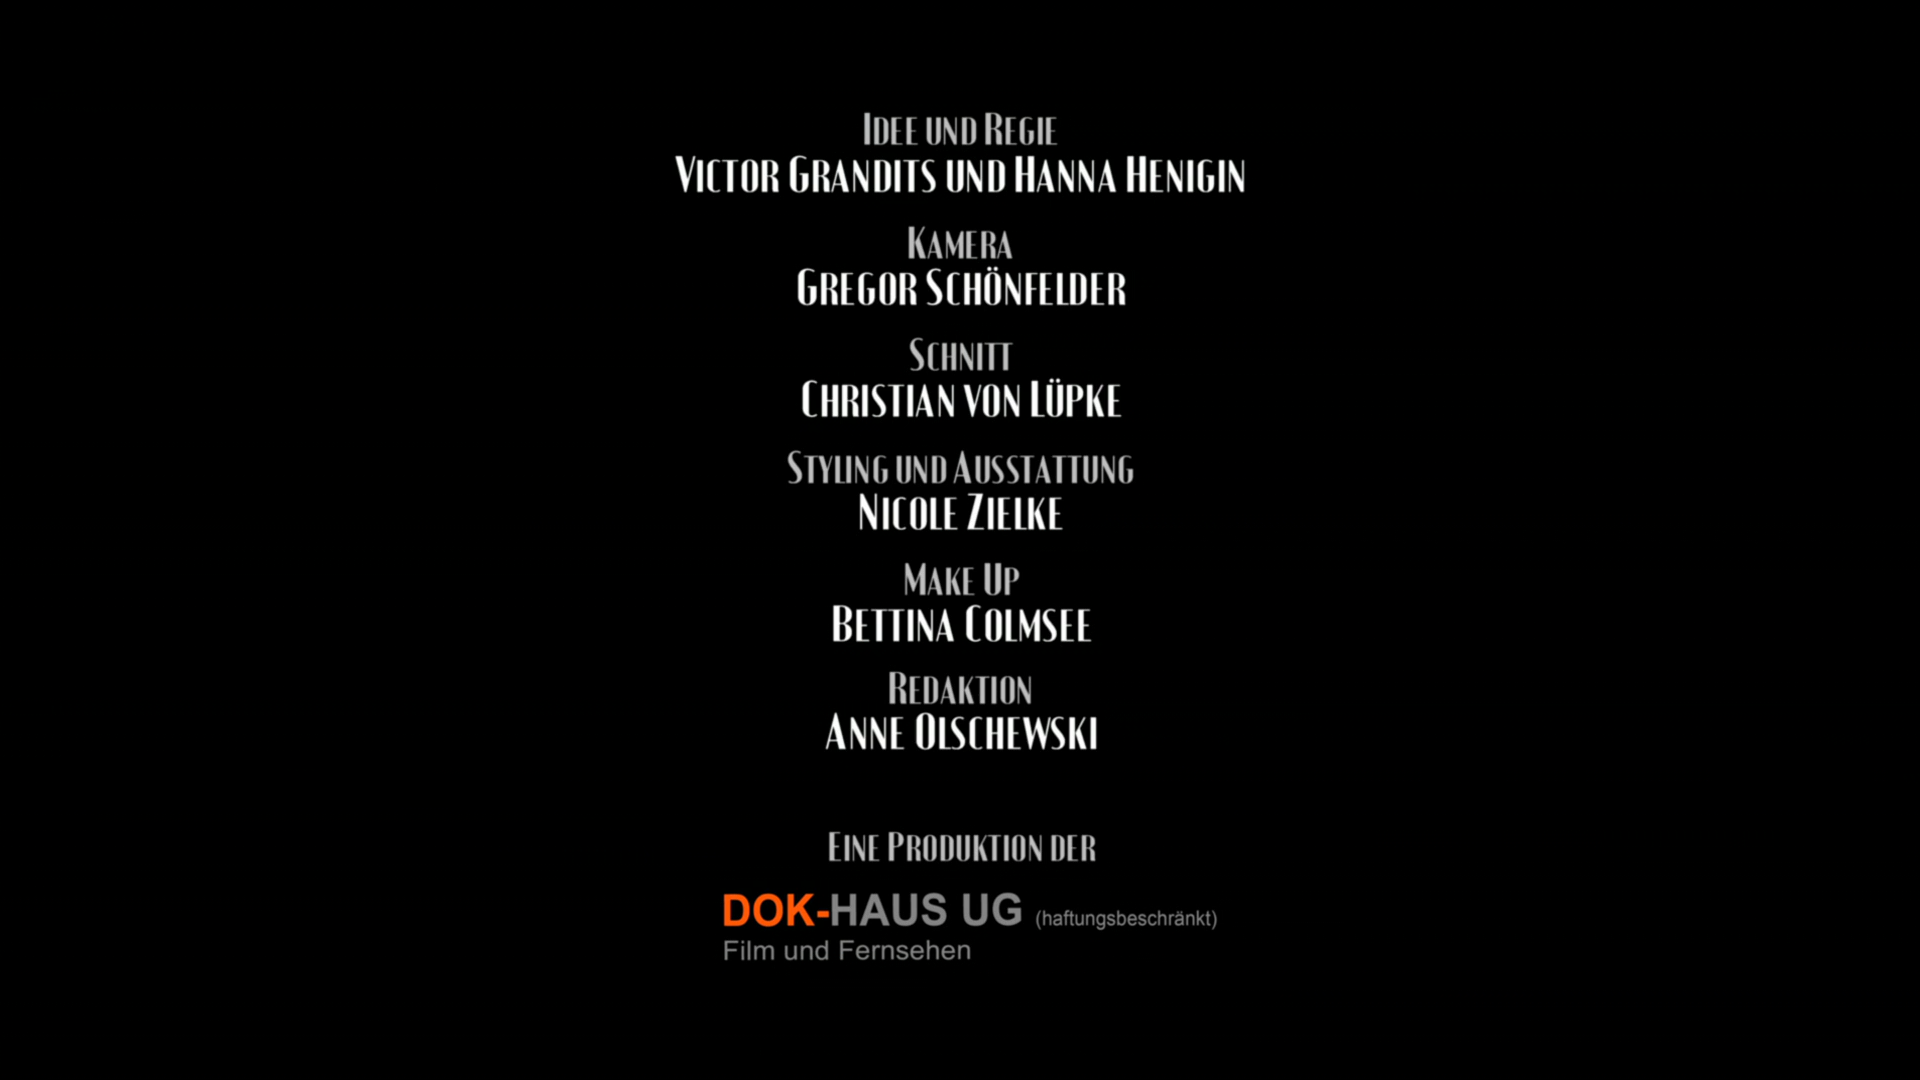 Idee und Regie
Victor Grandits und Hanna Henigin
Kamera
Gregor Schönfelder
Schnitt
Christian von Lüpke
Styling und Ausstattung
Nicole Zielke
Make Up
Bettina Colmsee
Redaktion
Anne Olschewski
Eine Produktion der
DOK-HAUS UG (haftungsbeschränkt)
Film und Fernsehen